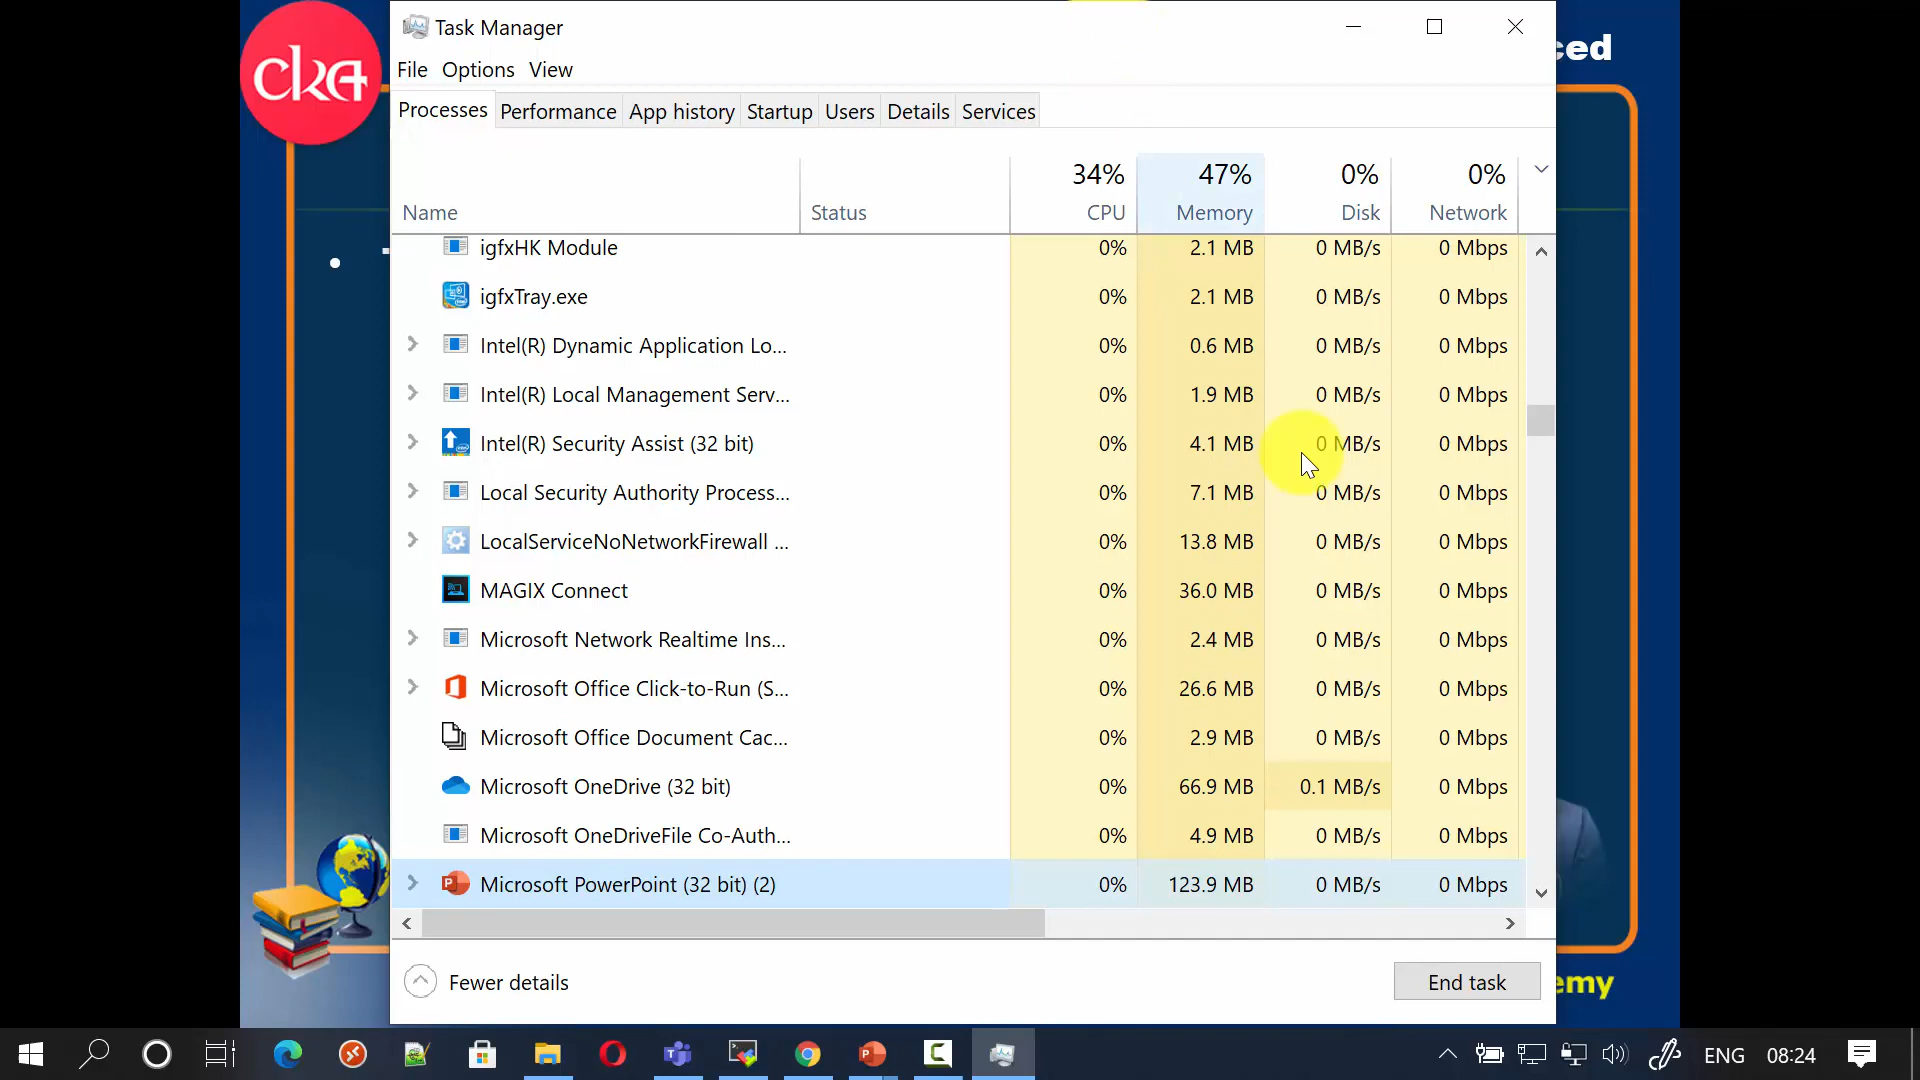 cka
Task Manager
ced
File Options View
Processes Performance App history Startup Users Details Services
34% 47% 0% 0%
Name Status CPU Memory Disk Network
igfxHK Module 0% 2.1 MB 0 MB/s 0 Mbps
igfxTray.exe 0% 2.1 MB 0 MB/s 0 Mbps
Intel(R) Dynamic Application Lo... 0% 0.6 MB 0 MB/s 0 Mbps
Intel(R) Local Management Serv... 0% 1.9 MB 0 MB/s 0 Mbps
Intel(R) Security Assist (32 bit) 0% 4.1 MB 0 MB/s 0 Mbps
Local Security Authority Process... 0% 7.1 MB 0 MB/s 0 Mbps
LocalServiceNoNetworkFirewall ... 0% 13.8 MB 0 MB/s 0 Mbps
MAGIX Connect 0% 36.0 MB 0 MB/s 0 Mbps
Microsoft Network Realtime Ins... 0% 2.4 MB 0 MB/s 0 Mbps
Microsoft Office Click-to-Run (S... 0% 26.6 MB 0 MB/s 0 Mbps
Microsoft Office Document Cac... 0% 2.9 MB 0 MB/s 0 Mbps
Microsoft OneDrive (32 bit) 0% 66.9 MB 0.1 MB/s 0 Mbps
Microsoft OneDriveFile Co-Auth... 0% 4.9 MB 0 MB/s 0 Mbps
Microsoft PowerPoint (32 bit) (2) 0% 123.9 MB 0 MB/s 0 Mbps
Fewer details End task
emy
ENG 08:24